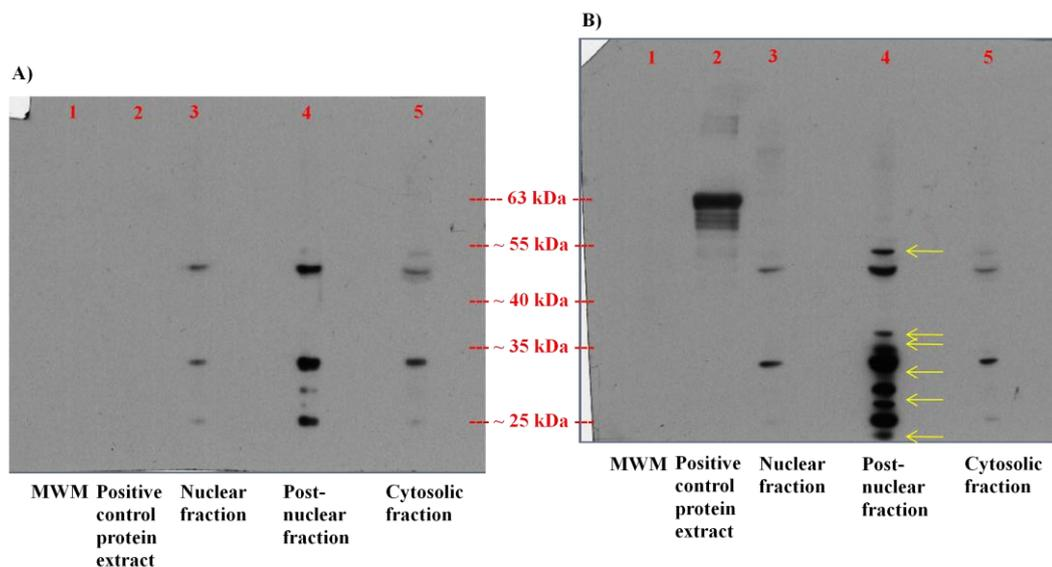 A)
1 2 3 4 5
B)
1 2 3 4 5
----- 63 kDa --
--- ~ 55 kDa ---
--- ~ 40 kDa ---
--- ~ 35 kDa ---
--- ~ 25 kDa ---
MWM
Positive
control
protein
extract
Nuclear
fraction
Post-
nuclear
fraction
Cytosolic
fraction
MWM
Positive
control
protein
extract
Nuclear
fraction
Post-
nuclear
fraction
Cytosolic
fraction